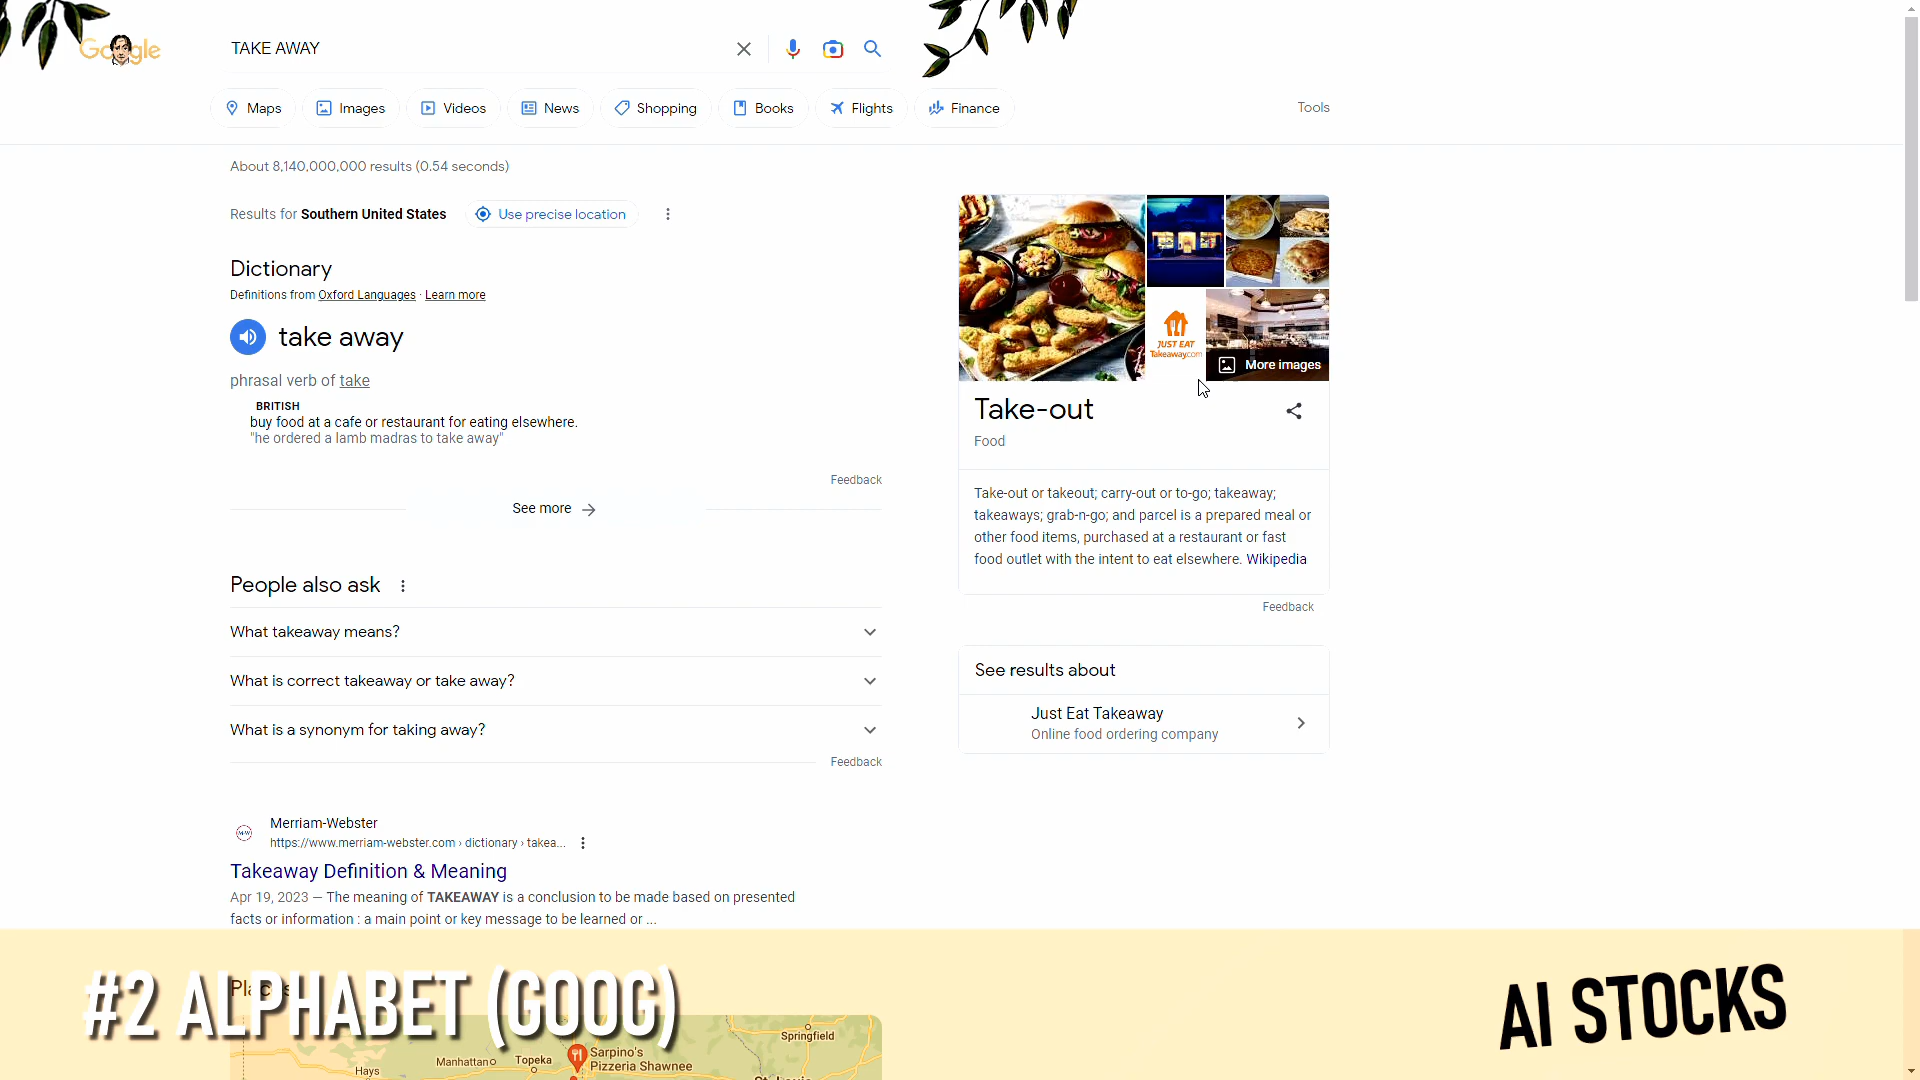 Google
TAKE AWAY
Maps
Images
Videos
News
Shopping
Books
Flights
Finance
Tools
About 8,140,000,000 results (0.54 seconds)
Results for Southern United States
Use precise location
Dictionary
Definitions from Oxford Languages · Learn more
take away
phrasal verb of take
BRITISH
buy food at a cafe or restaurant for eating elsewhere.
"he ordered a lamb madras to take away"
Feedback
See more
People also ask
What takeaway means?
What is correct takeaway or take away?
What is a synonym for taking away?
Feedback
Merriam-Webster
https://www.merriam-webster.com › dictionary › takea...
Takeaway Definition & Meaning
Apr 19, 2023 — The meaning of TAKEAWAY is a conclusion to be made based on presented
facts or information : a main point or key message to be learned or ...
JUST EAT
Takeaway.com
More images
Take-out
Food
Take-out or takeout; carry-out or to-go; takeaway;
takeaways; grab-n-go; and parcel is a prepared meal or
other food items, purchased at a restaurant or fast
food outlet with the intent to eat elsewhere. Wikipedia
Feedback
See results about
Just Eat Takeaway
Online food ordering company
#2 ALPHABET (GOOG)
AI STOCKS
Springfield
Manhattan
Topeka
Sarpino's
Pizzeria Shawnee
Hays